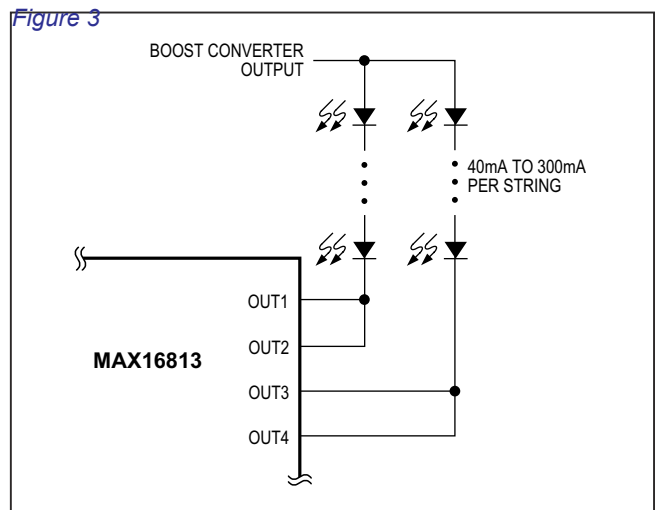 Figure 3
BOOST CONVERTER
OUTPUT
40mA TO 300mA
PER STRING
OUT1
OUT2
MAX16813
OUT3
OUT4